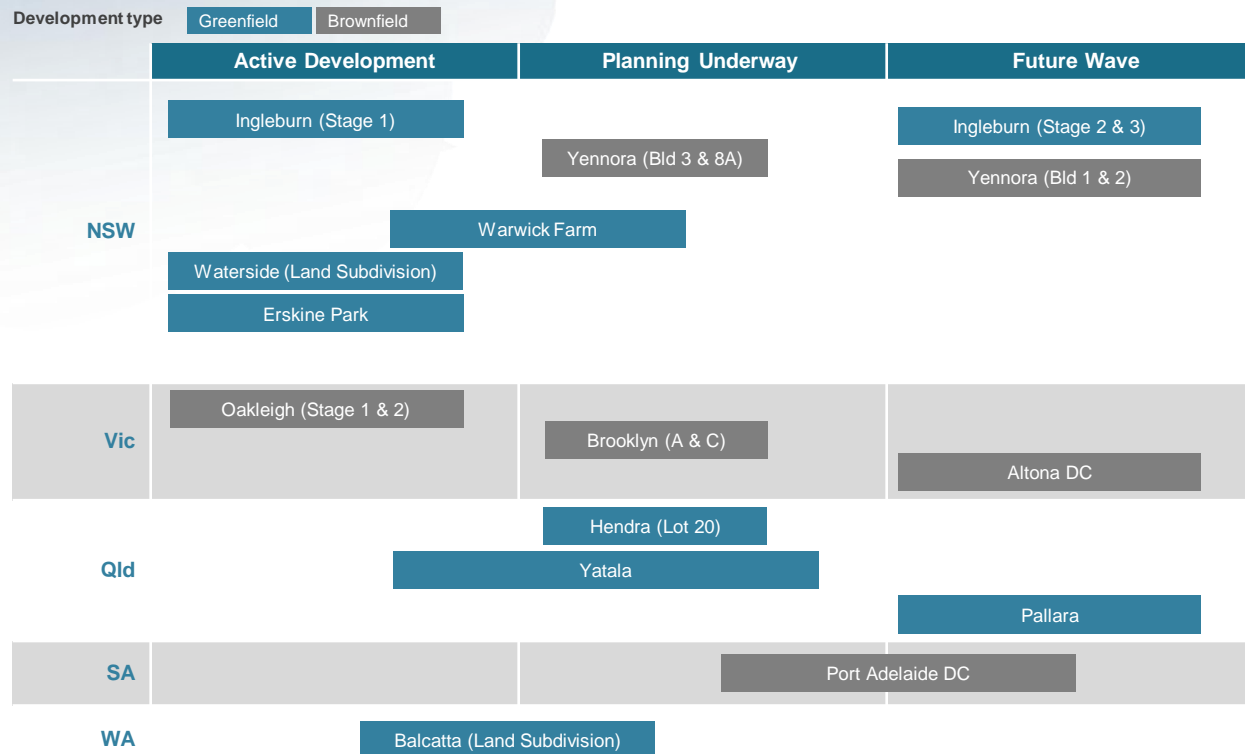 Development type
Greenfield
Brownfield
Active Development
Planning Underway
Future Wave
NSW
Ingleburn (Stage 1)
Ingleburn (Stage 2 & 3)
Yennora (Bld 3 & 8A)
Yennora (Bld 1 & 2)
Warwick Farm
Waterside (Land Subdivision)
Erskine Park
Vic
Oakleigh (Stage 1 & 2)
Brooklyn (A & C)
Altona DC
Qld
Hendra (Lot 20)
Yatala
Pallara
SA
Port Adelaide DC
WA
Balcatta (Land Subdivision)